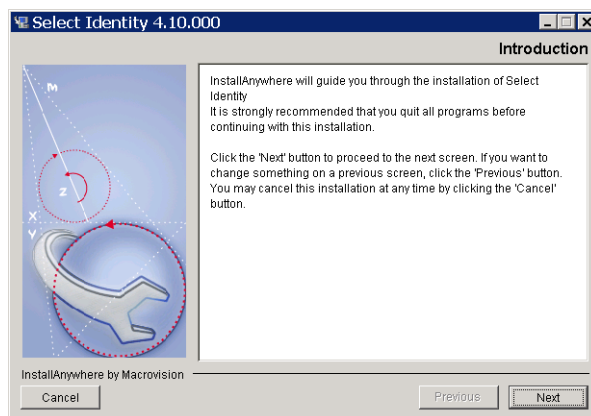 Select Identity 4.10.000
Introduction
InstallAnywhere will guide you through the installation of Select
Identity
It is strongly recommended that you quit all programs before
continuing with this installation.
Click the 'Next' button to proceed to the next screen. If you want to
change something on a previous screen, click the 'Previous' button.
You may cancel this installation at any time by clicking the 'Cancel'
button.
M
Z
X
Y
InstallAnywhere by Macrovision
Cancel
Previous
Next